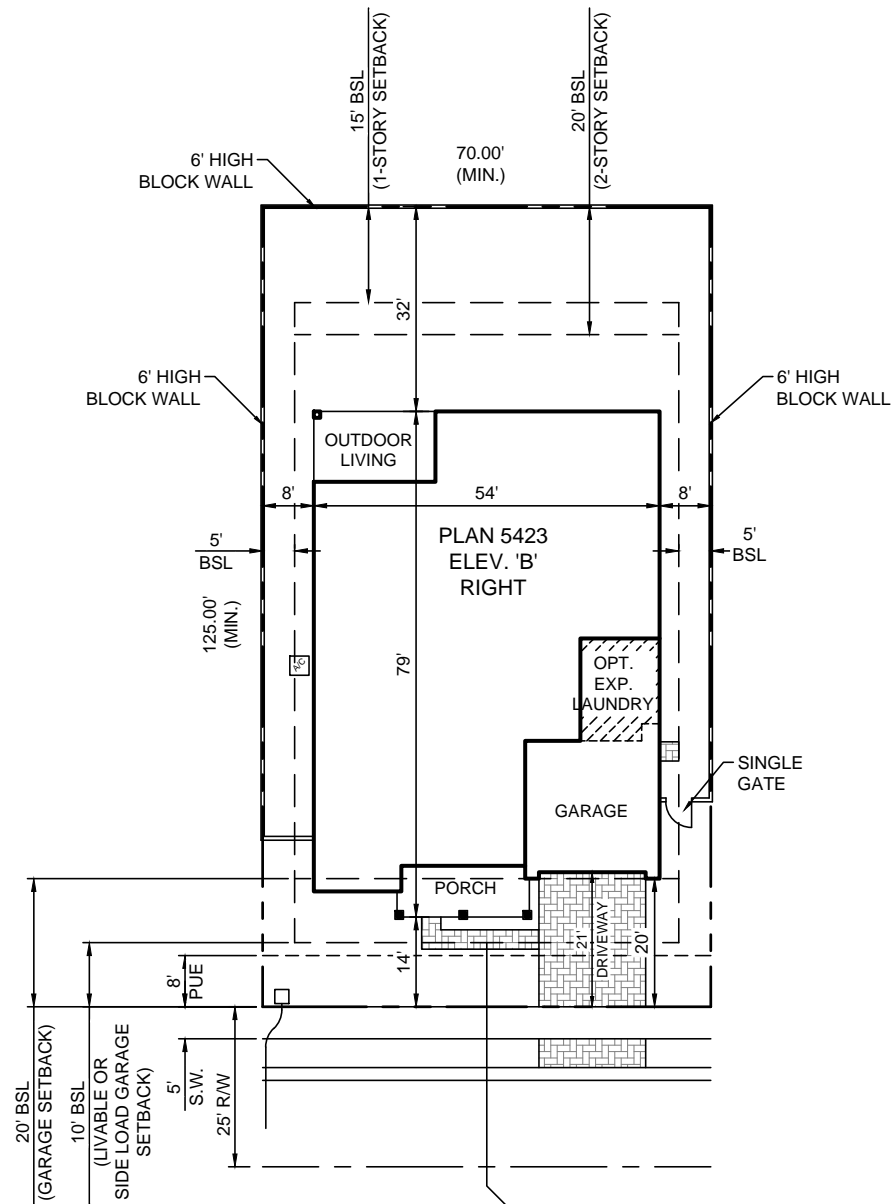 15' BSL
(1-STORY SETBACK)
20' BSL
(2-STORY SETBACK)
70.00'
(MIN.)
6' HIGH
BLOCK WALL
32'
6' HIGH
BLOCK WALL
6' HIGH
BLOCK WALL
OUTDOOR
LIVING
8'
54'
8'
PLAN 5423
ELEV. 'B'
RIGHT
5'
BSL
5'
BSL
125.00'
(MIN.)
79'
A/C
OPT.
EXP.
LAUNDRY
SINGLE
GATE
GARAGE
PORCH
14'
21'
DRIVEWAY
20'
8'
PUE
20' BSL
(GARAGE SETBACK)
10' BSL
(LIVABLE OR
SIDE LOAD GARAGE
SETBACK)
5'
S.W.
25' R/W